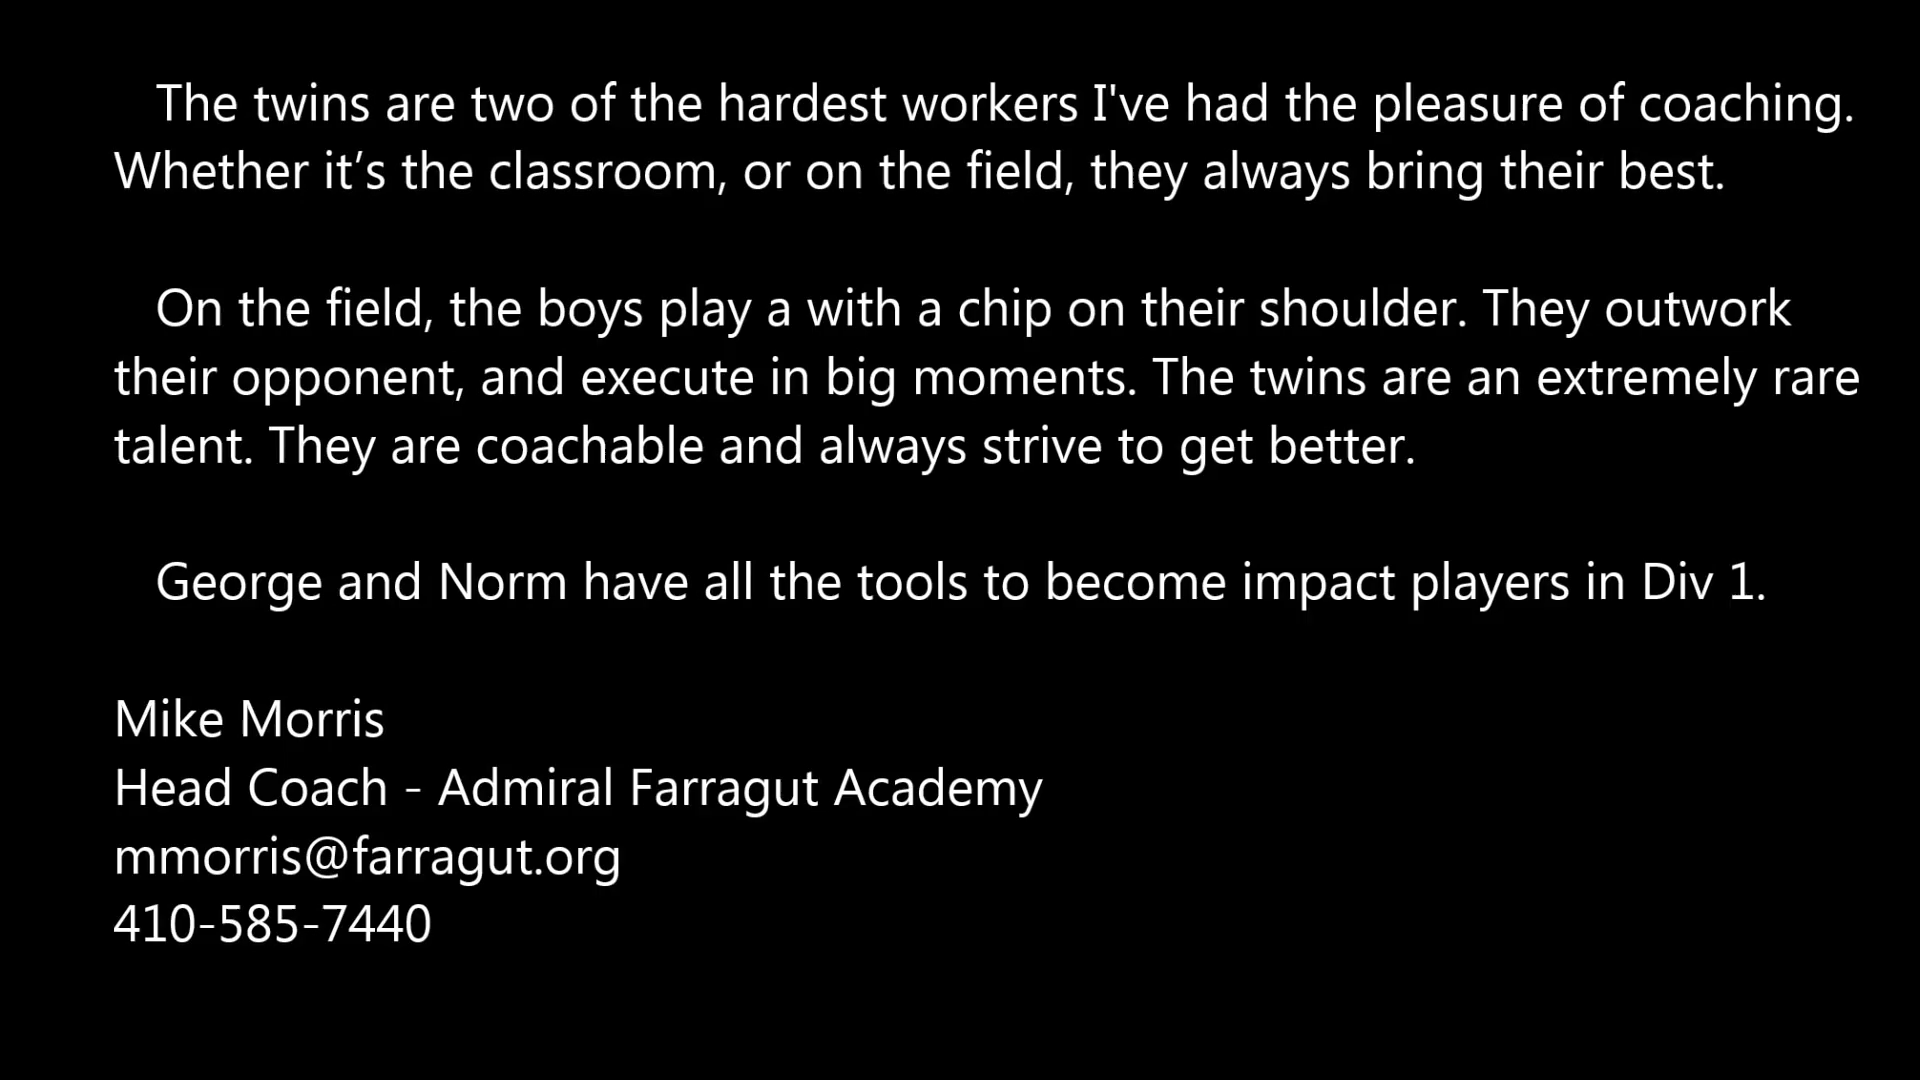 The twins are two of the hardest workers I've had the pleasure of coaching.
Whether it’s the classroom, or on the field, they always bring their best.
On the field, the boys play a with a chip on their shoulder. They outwork
their opponent, and execute in big moments. The twins are an extremely rare
talent. They are coachable and always strive to get better.
George and Norm have all the tools to become impact players in Div 1.
Mike Morris
Head Coach - Admiral Farragut Academy
mmorris@farragut.org
410-585-7440